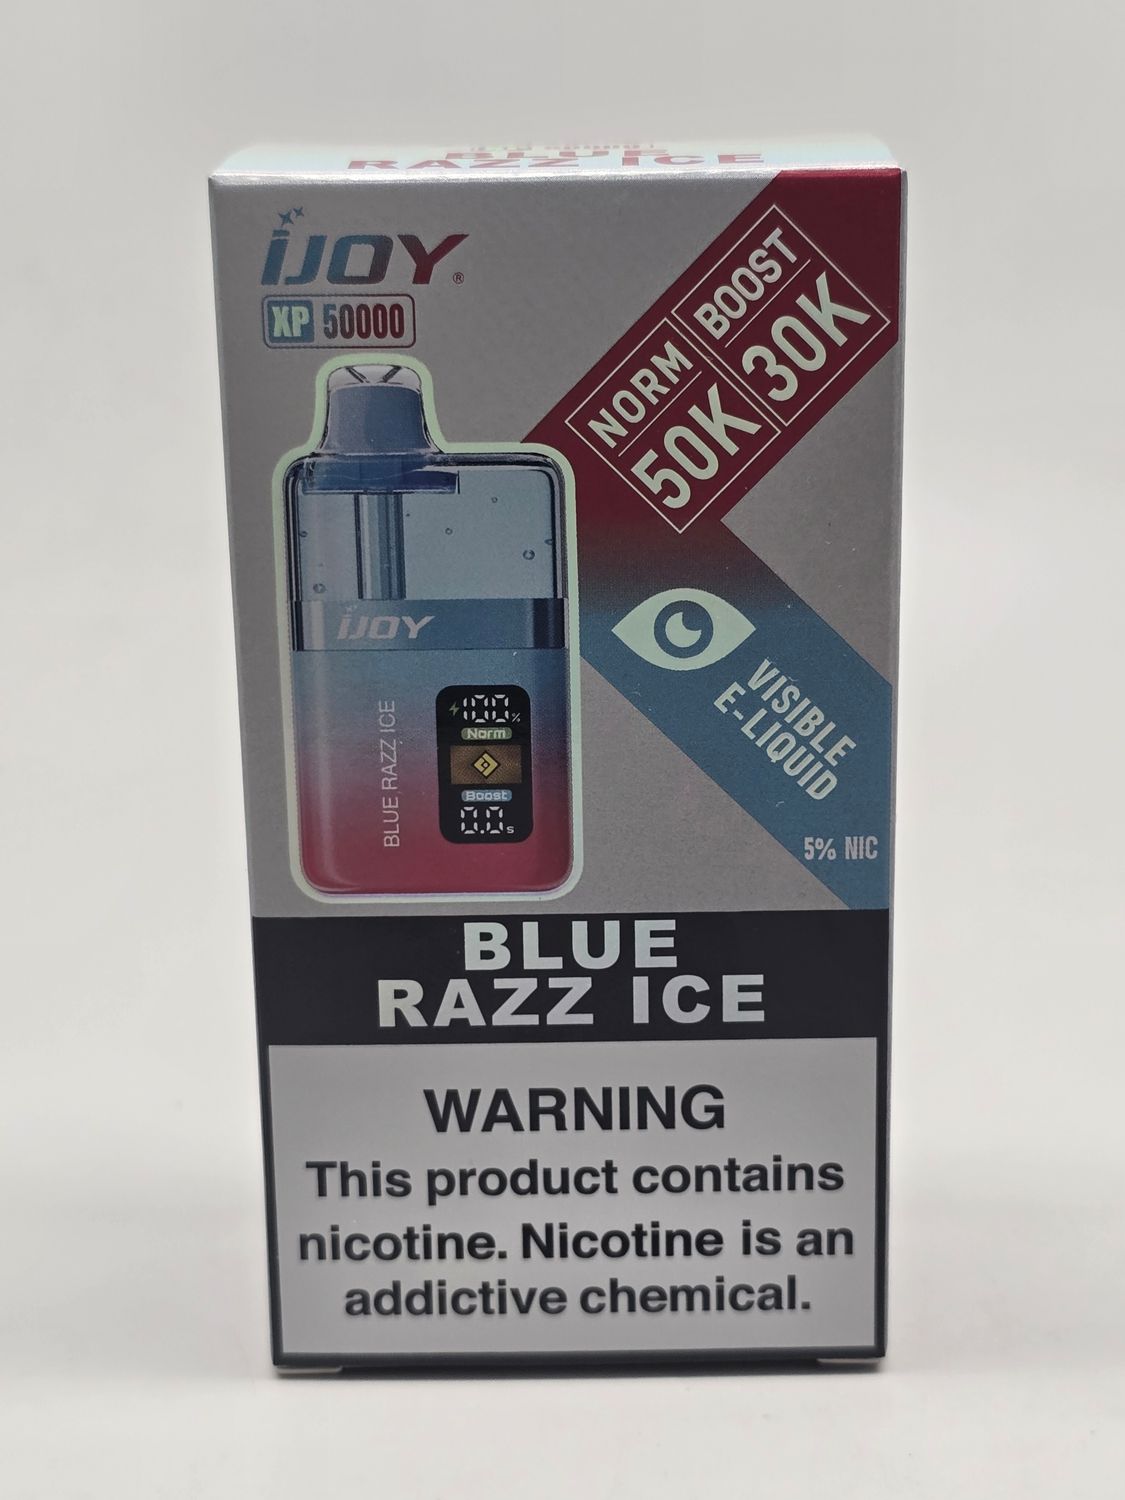 BLUE
RAZZ ICE
iJOY®
XP 50000
NORM
50K
BOOST
30K
iJOY
BLUE RAZZ ICE
100%
Norm
Boost
0.0s
VISIBLE
E-LIQUID
5% NIC
BLUE
RAZZ ICE
WARNING
This product contains
nicotine. Nicotine is an
addictive chemical.